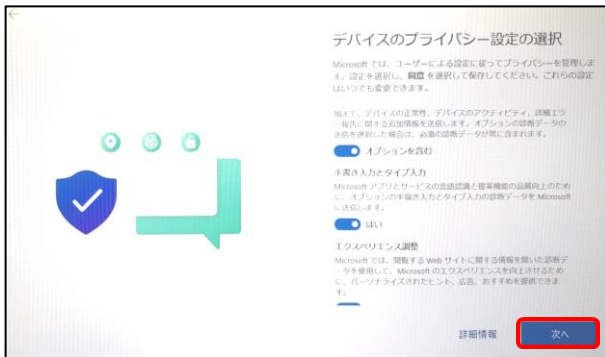 デバイスのプライバシー設定の選択
Microsoft では、ユーザーによる設定に従ってプライバシーを管理しま
す。設定を選択し、同意 を選択して保存してください。これらの設定
はいつでも変更できます。
加えて、デバイスの正常性、デバイスのアクティビティ、詳細エラ
ー報告に関する追加情報を送信します。オプションの診断データの
送信を選択した場合は、必須の診断データが常に含まれます。
オプションを含む
手書き入力とタイプ入力
Microsoft アプリとサービスの言語認識と提案機能の品質向上のため
に、オプションの手描き入力とタイプ入力の診断データを Microsoft
に送信します。
はい
エクスペリエンス調整
Microsoft では、閲覧する Web サイトに関する情報を除いた診断デ
ータを使用して、Microsoft のエクスペリエンスを向上させるため
に、パーソナライズされたヒント、広告、おすすめを提供できま
す。
詳細情報
次へ